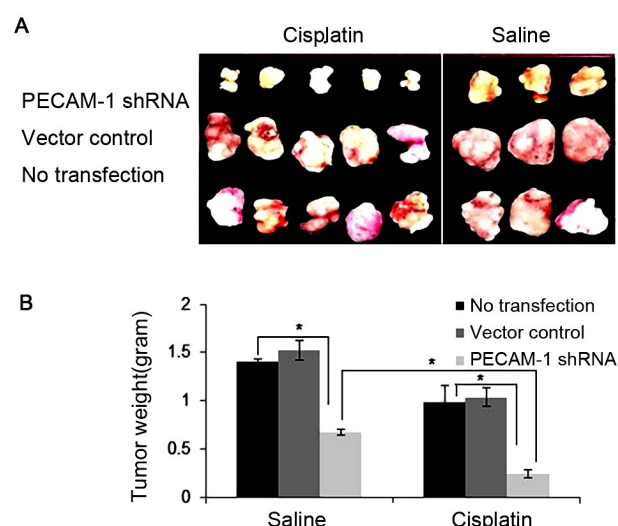 A
Cisplatin Saline
PECAM-1 shRNA
Vector control
No transfection
B
2
1.5
1
0.5
0
Tumor weight(gram)
No transfection
Vector control
PECAM-1 shRNA
*
*
*
Saline Cisplatin